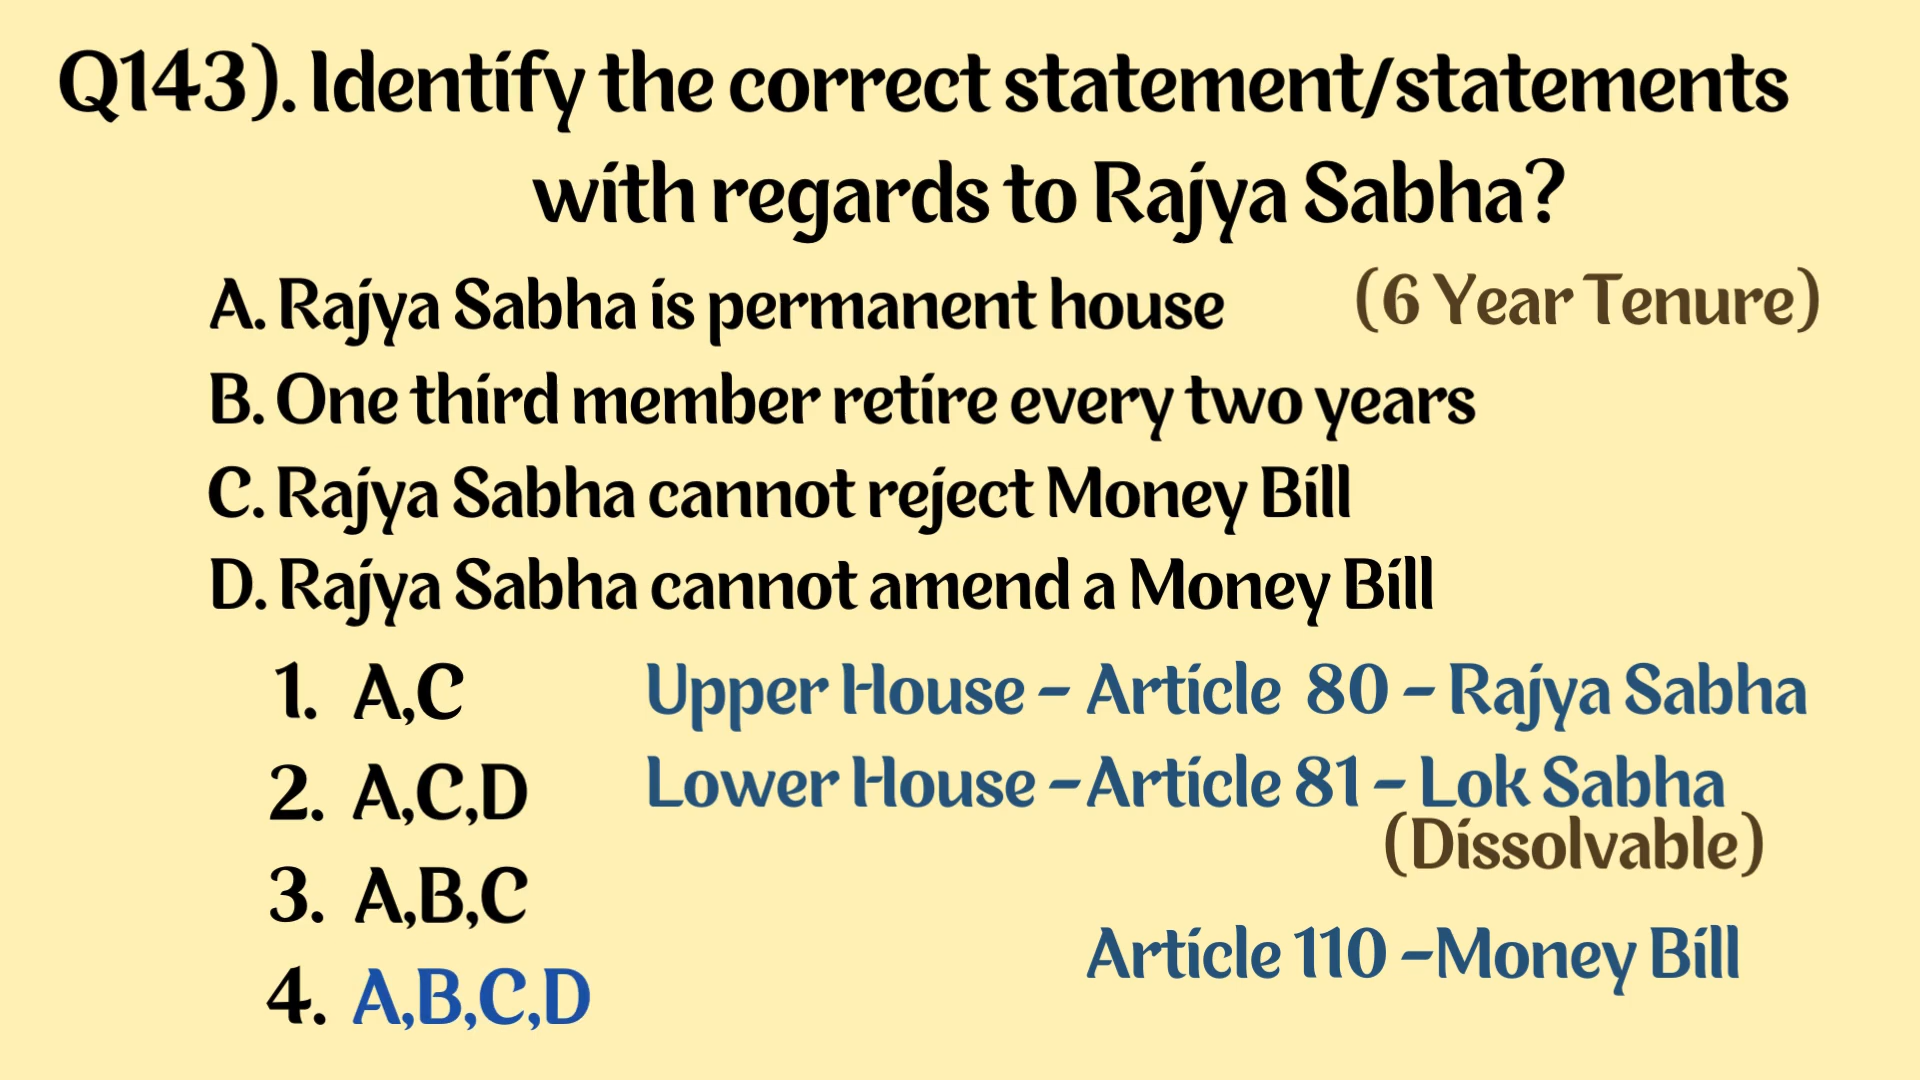 Q143). Identify the correct statement/statements
with regards to Rajya Sabha?
A. Rajya Sabha is permanent house (6 Year Tenure)
B. One third member retire every two years
C. Rajya Sabha cannot reject Money Bill
D. Rajya Sabha cannot amend a Money Bill
1. A,C Upper House - Article 80 - Rajya Sabha
2. A,C,D Lower House -Article 81 - Lok Sabha
(Dissolvable)
3. A,B,C
Article 110 -Money Bill
4. A,B,C,D